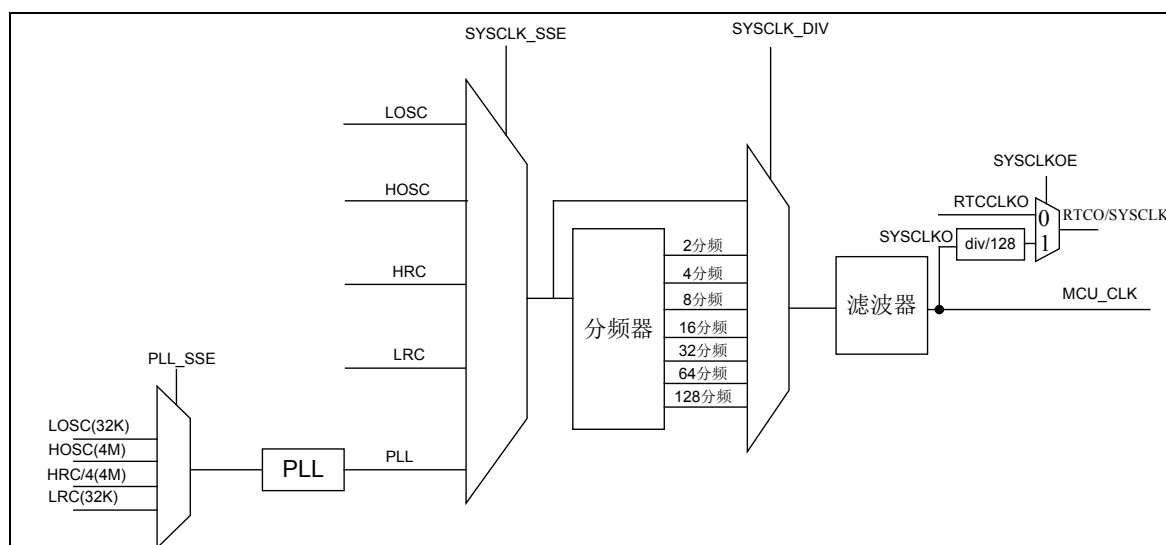 SYSCLK_SSE
SYSCLK_DIV
LOSC
HOSC
HRC
LRC
PLL
PLL_SSE
LOSC(32K)
HOSC(4M)
HRC/4(4M)
LRC(32K)
PLL
分频器
2分频
4分频
8分频
16分频
32分频
64分频
128分频
滤波器
SYSCLKOE
RTCCLKO
SYSCLKO
div/128
0
1
RTCO/SYSCLK
MCU_CLK